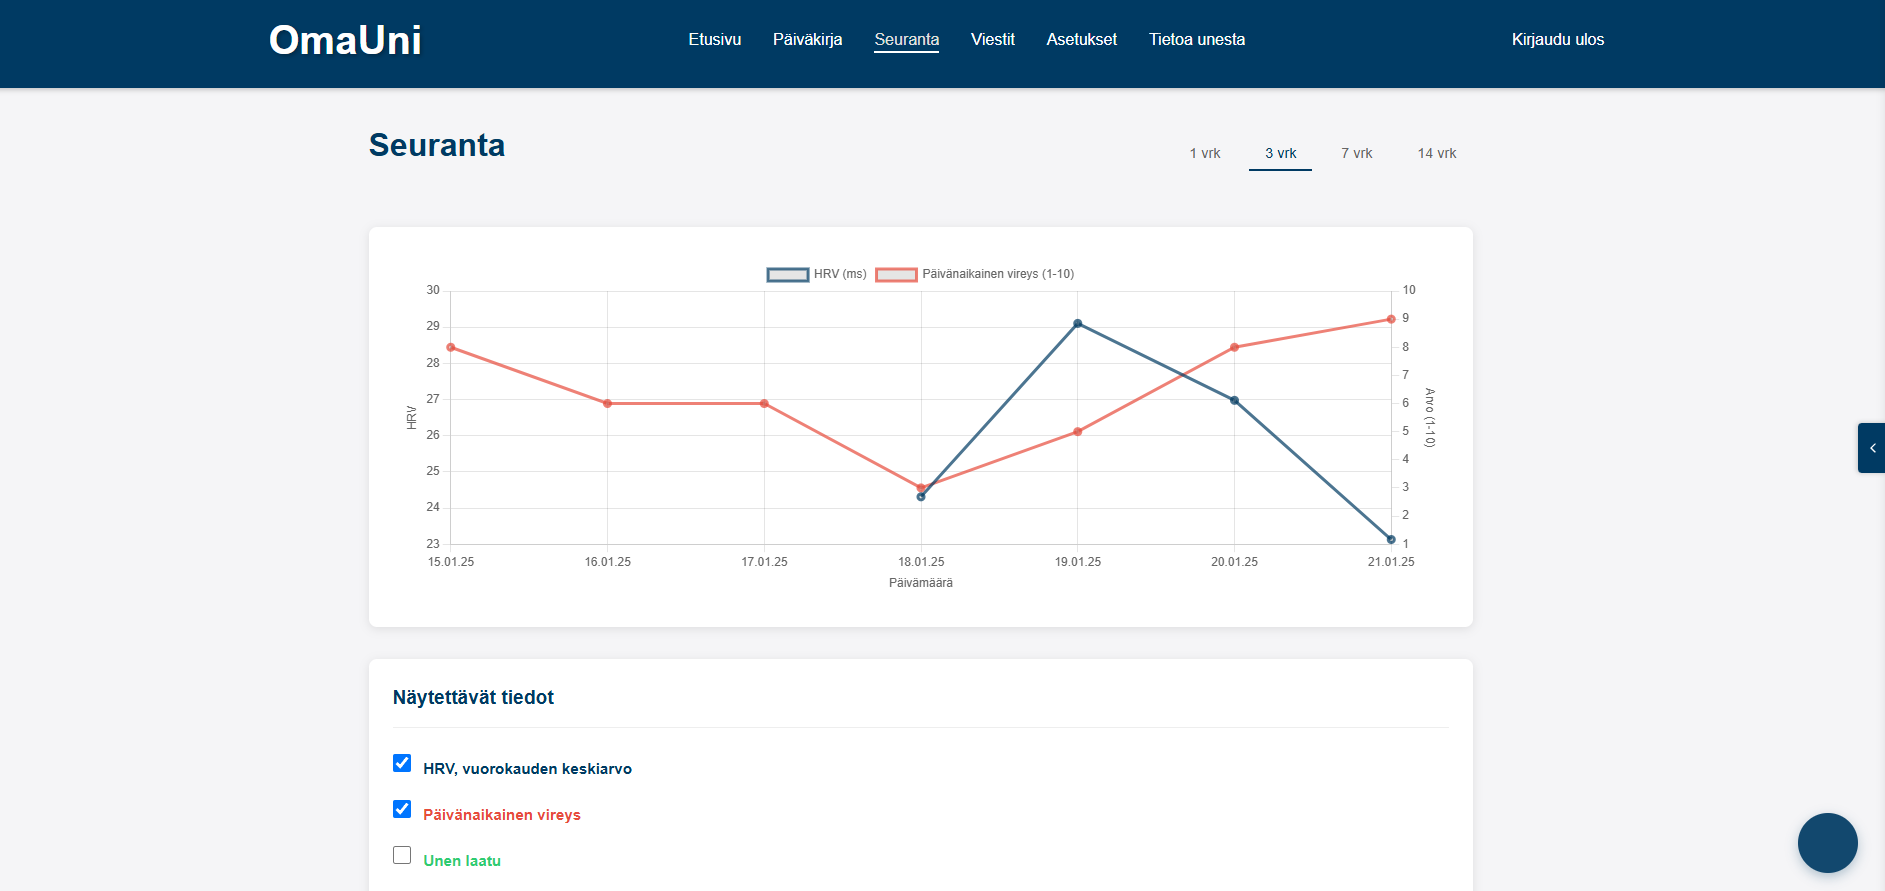 OmaUni
Etusivu Päiväkirja Seuranta Viestit Asetukset Tietoa unesta Kirjaudu ulos
Seuranta
1 vrk 3 vrk 7 vrk 14 vrk
HRV (ms) Päivänaikainen vireys (1-10)
30
29
28
27
26
25
24
23
HRV
10
9
8
7
6
5
4
3
2
1
Arvo (1-10)
15.01.25 16.01.25 17.01.25 18.01.25 19.01.25 20.01.25 21.01.25
Päivämäärä
Näytettävät tiedot
HRV, vuorokauden keskiarvo
Päivänaikainen vireys
Unen laatu